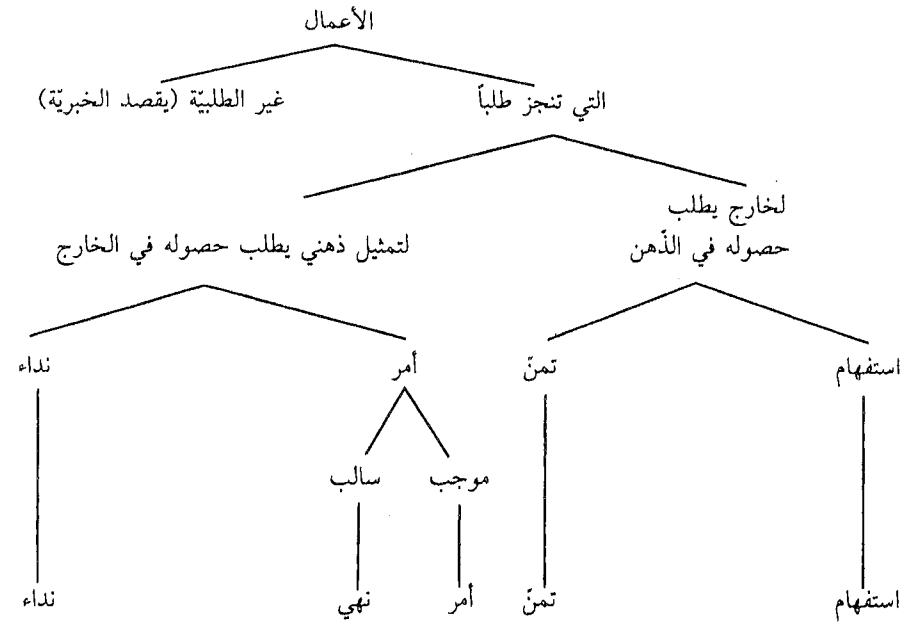 الأعمال
التي تنجز طلباً
غير الطلبيّة (يقصد الخبريّة)
لخارج يطلب
حصوله في الذّهن
لتمثيل ذهني يطلب حصوله في الخارج
استفهام
تمنّ
أمر
نداء
موجب
سالب
استفهام
تمنّ
أمر
نهي
نداء